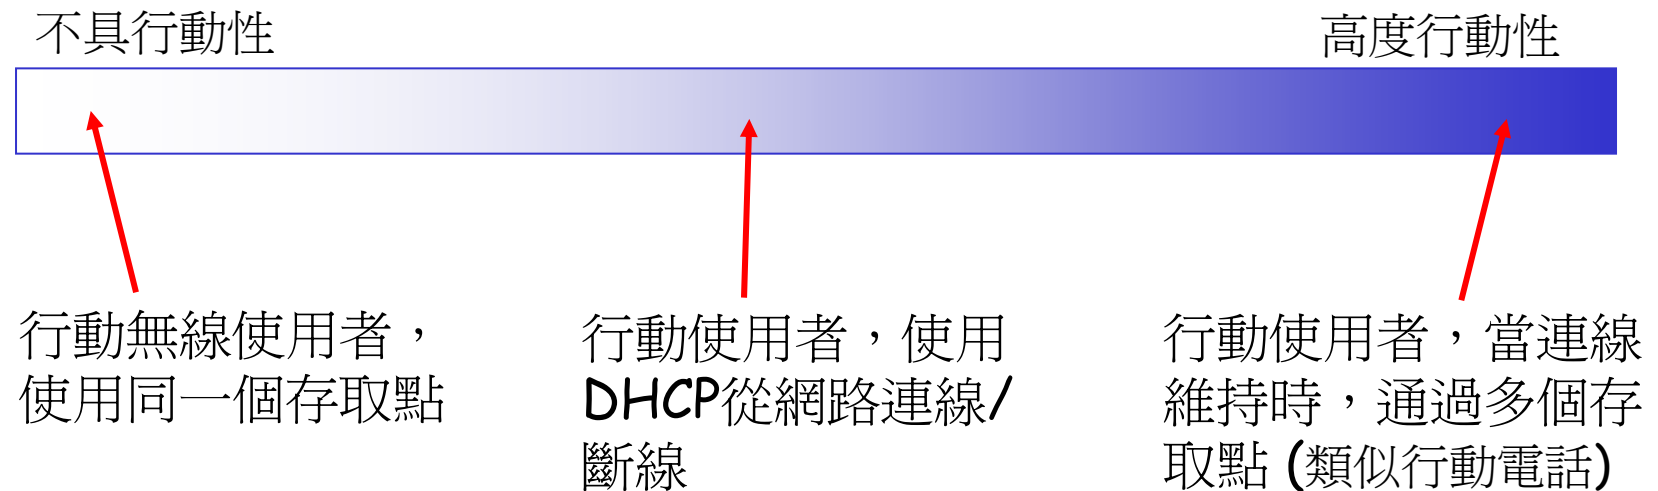 不具行動性
高度行動性
行動無線使用者，
使用同一個存取點
行動使用者，使用
DHCP從網路連線/
斷線
行動使用者，當連線
維持時，通過多個存
取點 (類似行動電話)